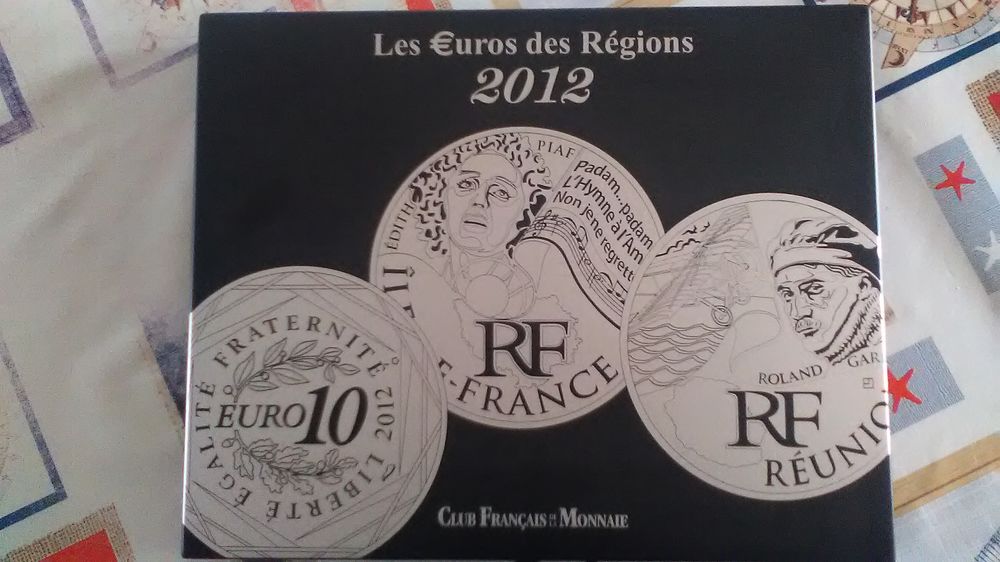 Les €uros des Régions
2012
ÉDITH PIAF
Padam... padam
L'Hymne à l'Am
Non je ne regrett
RF
-FRANCE
ROLAND GAR
RF
RÉUNIO
LIBERTÉ ÉGALITÉ FRATERNITÉ
2012
EURO 10
CLUB FRANÇAIS DE LA MONNAIE